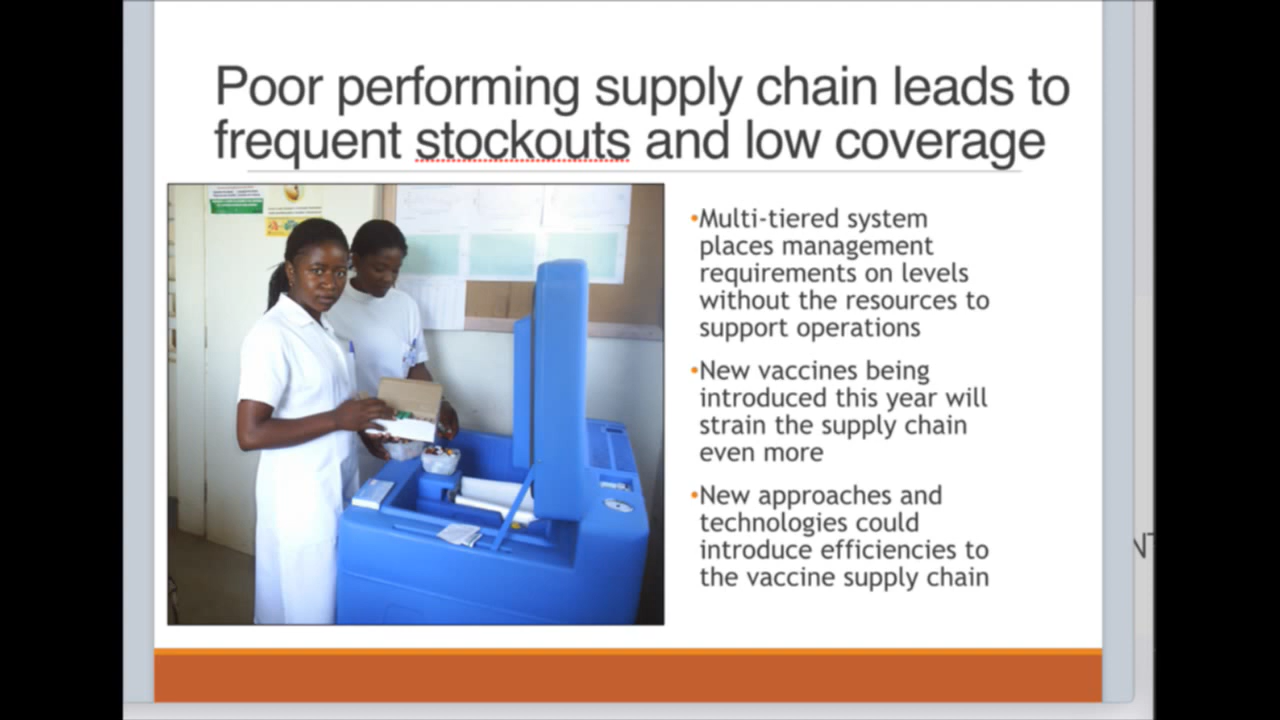 Poor performing supply chain leads to
frequent stockouts and low coverage
•Multi-tiered system
places management
requirements on levels
without the resources to
support operations
•New vaccines being
introduced this year will
strain the supply chain
even more
•New approaches and
technologies could
introduce efficiencies to
the vaccine supply chain
NT